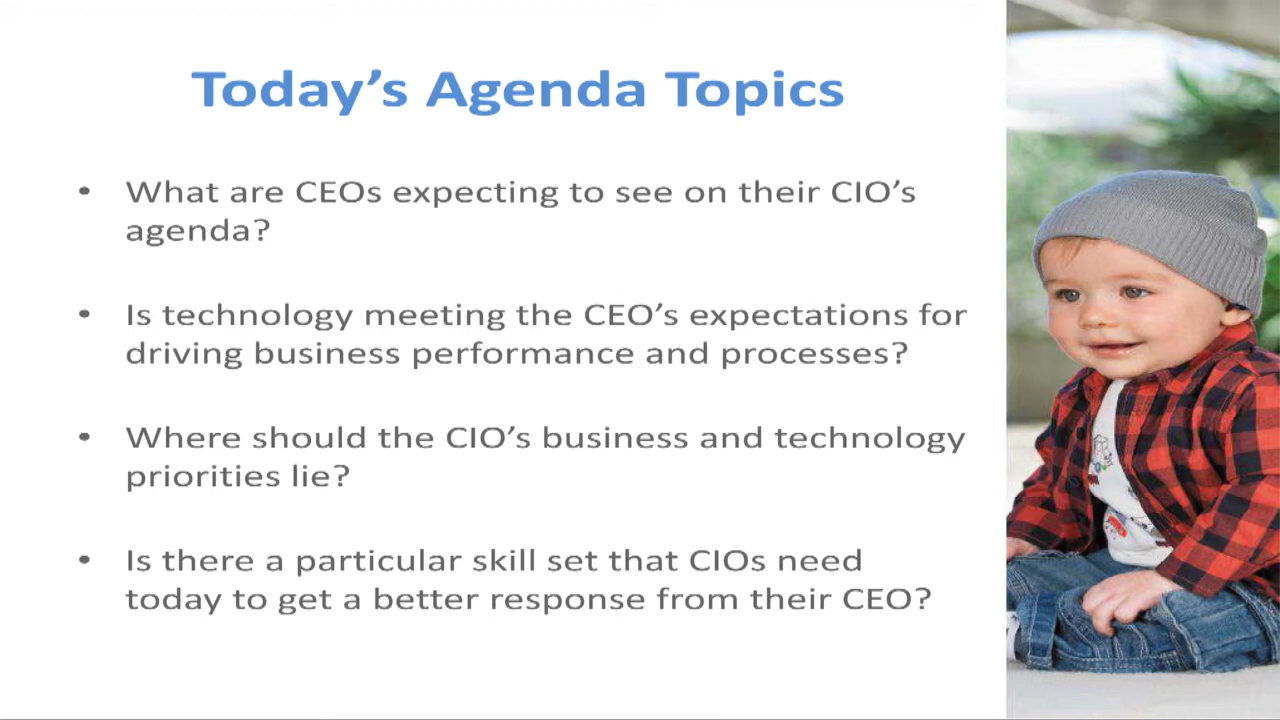 Today’s Agenda Topics
• What are CEOs expecting to see on their CIO’s
agenda?
• Is technology meeting the CEO’s expectations for
driving business performance and processes?
• Where should the CIO’s business and technology
priorities lie?
• Is there a particular skill set that CIOs need
today to get a better response from their CEO?